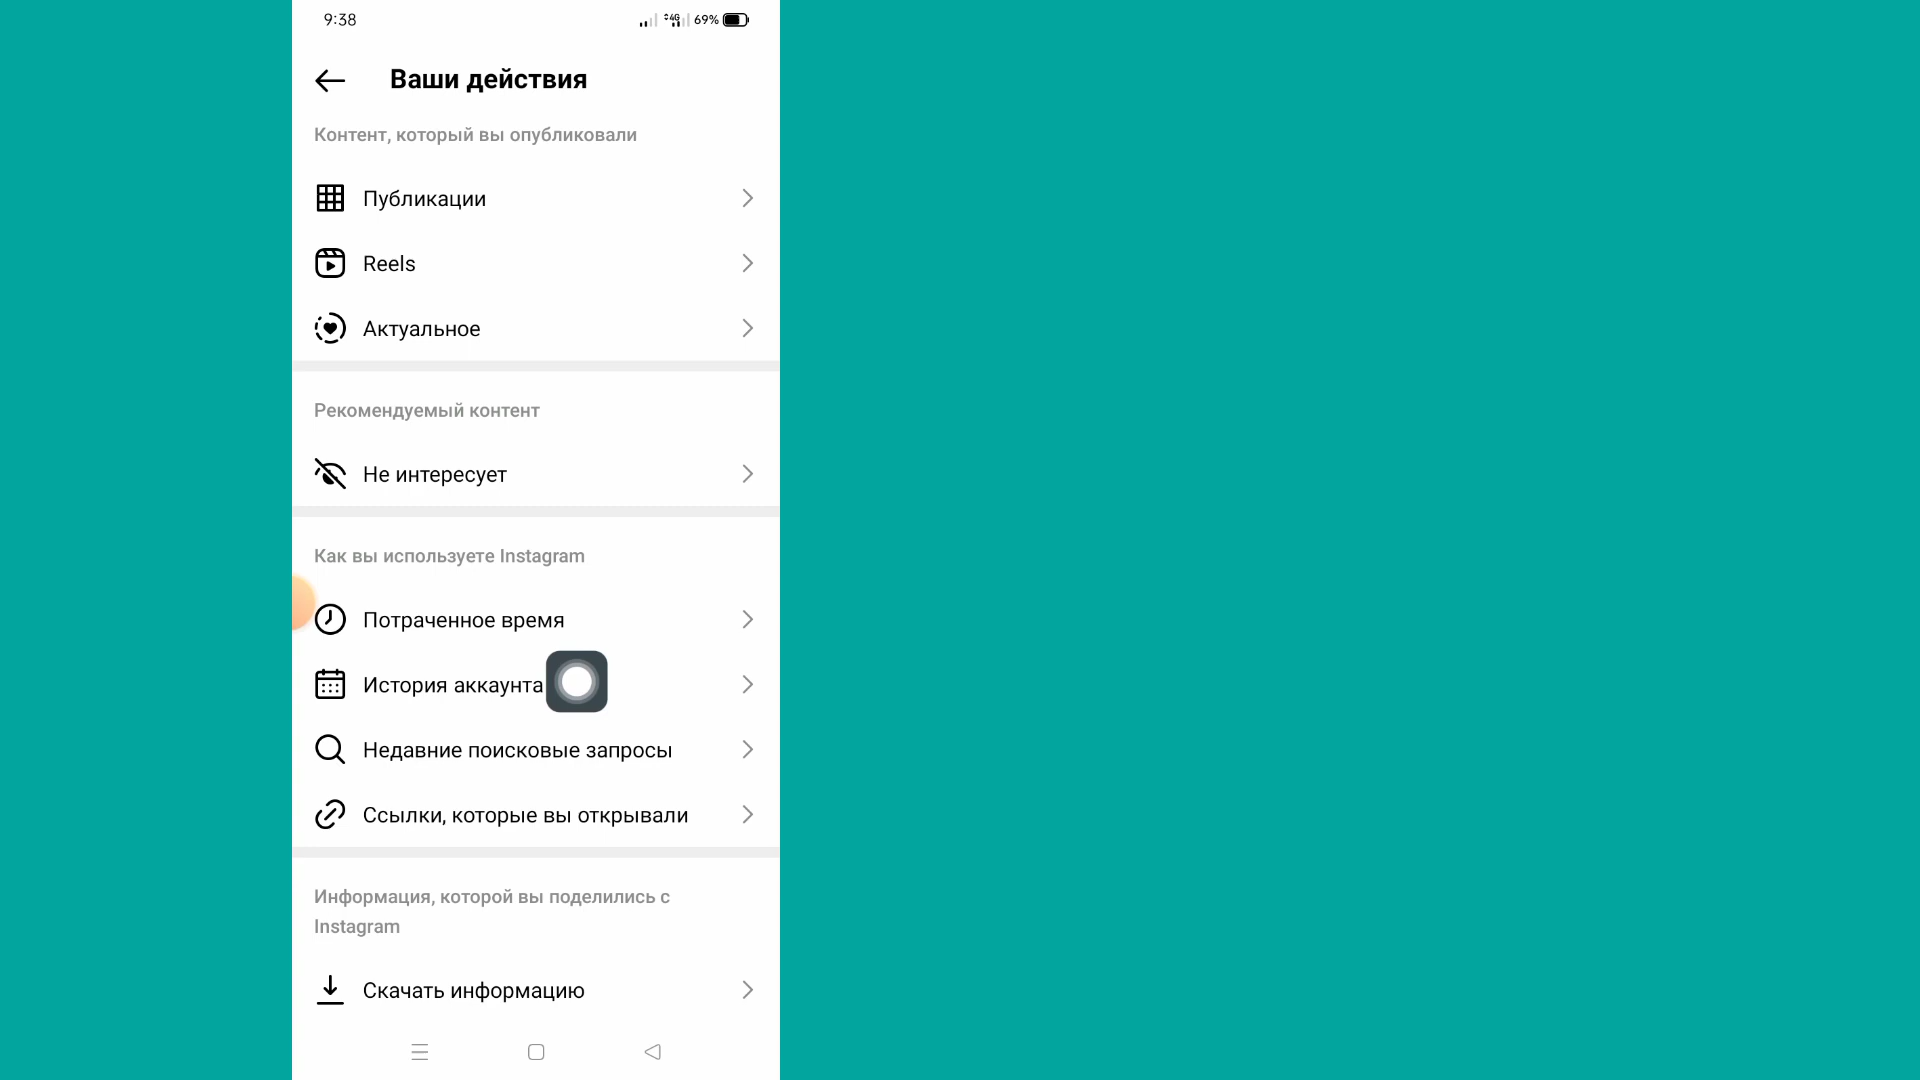 9:38
4G 69%
Ваши действия
Контент, который вы опубликовали
Публикации
Reels
Актуальное
Рекомендуемый контент
Не интересует
Как вы используете Instagram
Потраченное время
История аккаунта
Недавние поисковые запросы
Ссылки, которые вы открывали
Информация, которой вы поделились с
Instagram
Скачать информацию